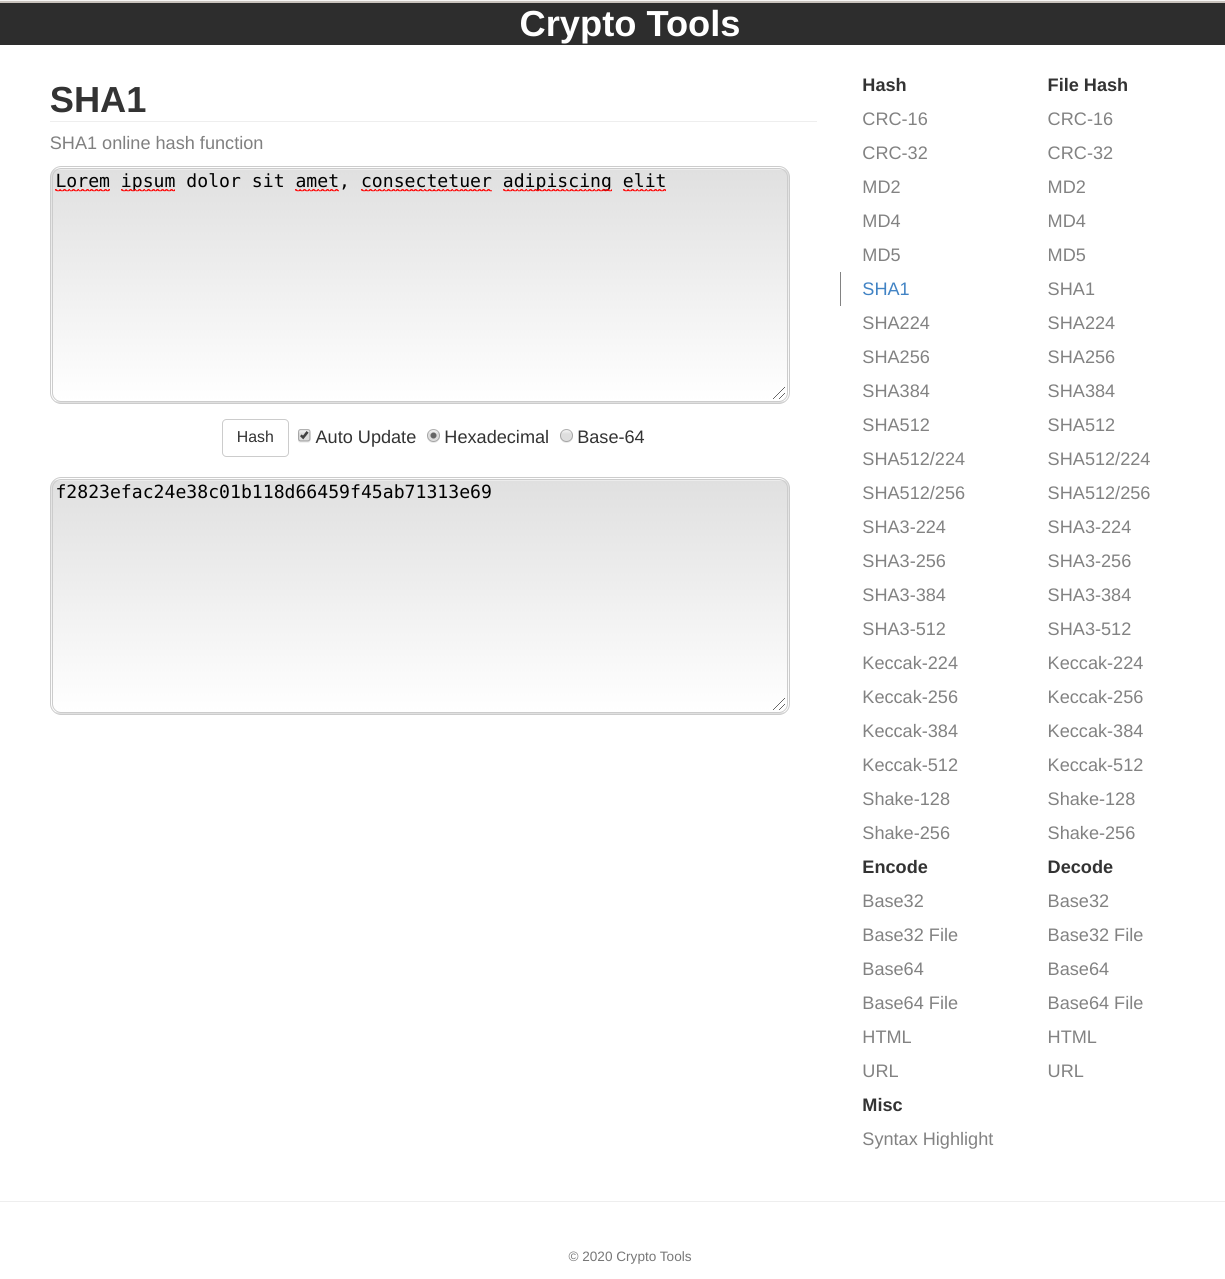 Crypto Tools
SHA1
SHA1 online hash function
Lorem ipsum dolor sit amet, consectetuer adipiscing elit
Hash Auto Update Hexadecimal Base-64
f2823efac24e38c01b118d66459f45ab71313e69
Hash
CRC-16
CRC-32
MD2
MD4
MD5
SHA1
SHA224
SHA256
SHA384
SHA512
SHA512/224
SHA512/256
SHA3-224
SHA3-256
SHA3-384
SHA3-512
Keccak-224
Keccak-256
Keccak-384
Keccak-512
Shake-128
Shake-256
Encode
Base32
Base32 File
Base64
Base64 File
HTML
URL
Misc
Syntax Highlight
File Hash
CRC-16
CRC-32
MD2
MD4
MD5
SHA1
SHA224
SHA256
SHA384
SHA512
SHA512/224
SHA512/256
SHA3-224
SHA3-256
SHA3-384
SHA3-512
Keccak-224
Keccak-256
Keccak-384
Keccak-512
Shake-128
Shake-256
Decode
Base32
Base32 File
Base64
Base64 File
HTML
URL
© 2020 Crypto Tools